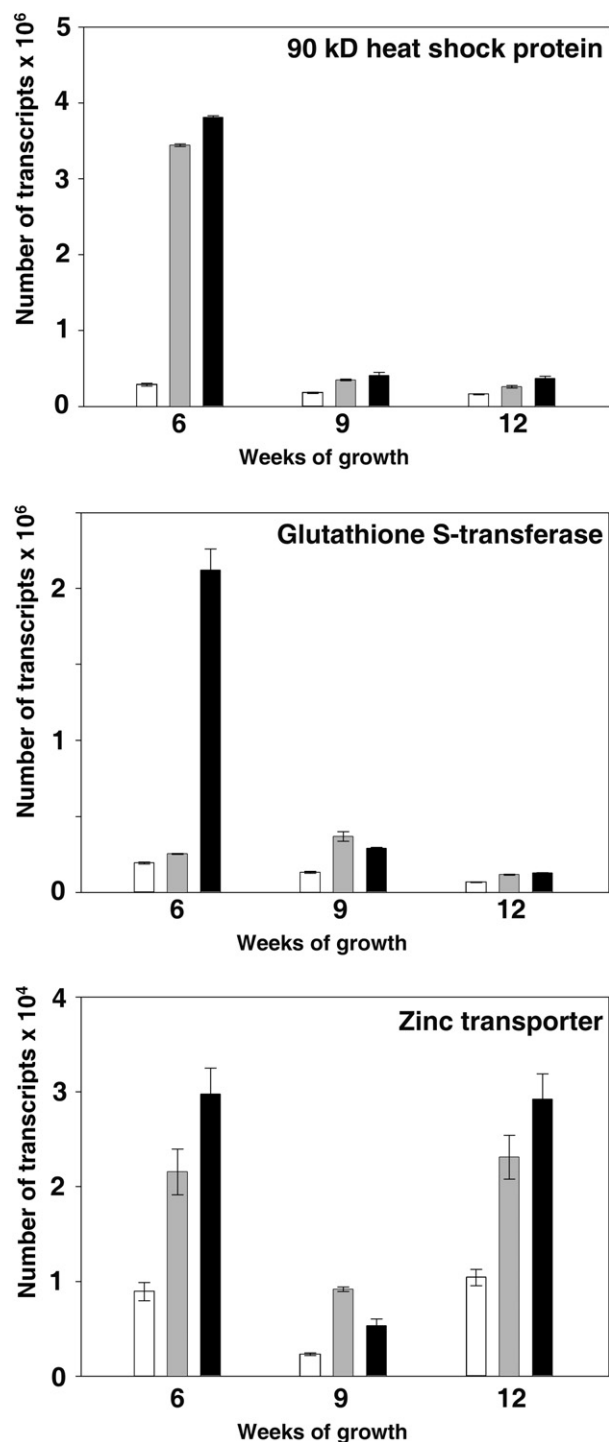 90 kD heat shock protein
Number of transcripts x 10⁶
5
4
3
2
1
0
6 9 12
Weeks of growth
Glutathione S-transferase
Number of transcripts x 10⁶
2
1
0
6 9 12
Weeks of growth
Zinc transporter
Number of transcripts x 10⁴
4
3
2
1
0
6 9 12
Weeks of growth